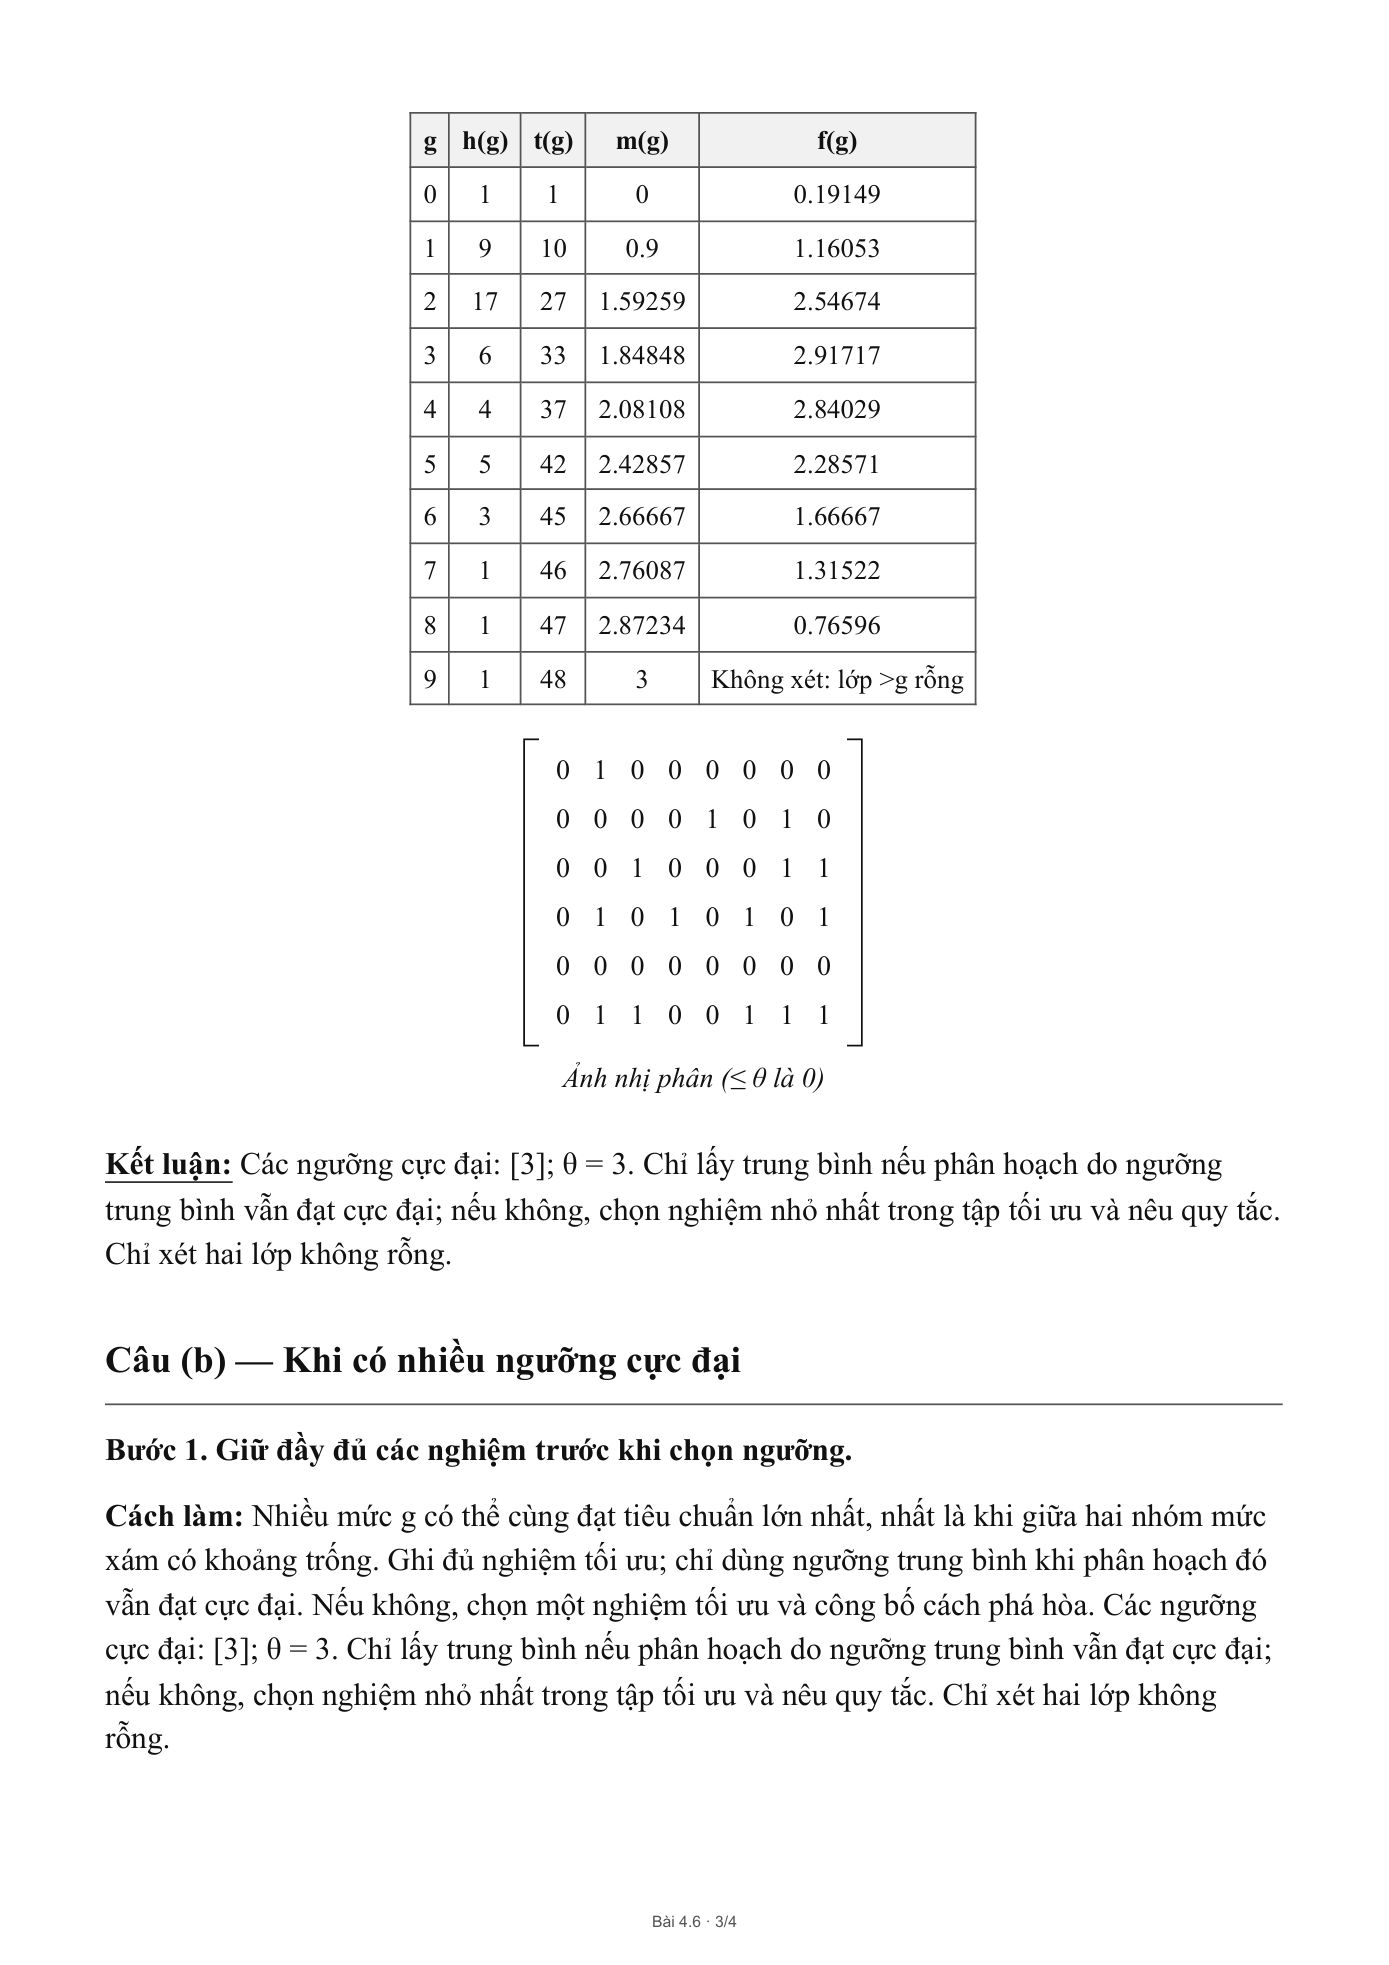 g h(g) t(g) m(g) f(g)
0 1 1 0 0.19149
1 9 10 0.9 1.16053
2 17 27 1.59259 2.54674
3 6 33 1.84848 2.91717
4 4 37 2.08108 2.84029
5 5 42 2.42857 2.28571
6 3 45 2.66667 1.66667
7 1 46 2.76087 1.31522
8 1 47 2.87234 0.76596
9 1 48 3 Không xét: lớp >g rỗng
0 1 0 0 0 0 0 0
0 0 0 0 1 0 1 0
0 0 1 0 0 0 1 1
0 1 0 1 0 1 0 1
0 0 0 0 0 0 0 0
0 1 1 0 0 1 1 1
Ảnh nhị phân (≤ θ là 0)
Kết luận: Các ngưỡng cực đại: [3]; θ = 3. Chỉ lấy trung bình nếu phân hoạch do ngưỡng
trung bình vẫn đạt cực đại; nếu không, chọn nghiệm nhỏ nhất trong tập tối ưu và nêu quy tắc.
Chỉ xét hai lớp không rỗng.
Câu (b) — Khi có nhiều ngưỡng cực đại
Bước 1. Giữ đầy đủ các nghiệm trước khi chọn ngưỡng.
Cách làm: Nhiều mức g có thể cùng đạt tiêu chuẩn lớn nhất, nhất là khi giữa hai nhóm mức
xám có khoảng trống. Ghi đủ nghiệm tối ưu; chỉ dùng ngưỡng trung bình khi phân hoạch đó
vẫn đạt cực đại. Nếu không, chọn một nghiệm tối ưu và công bố cách phá hòa. Các ngưỡng
cực đại: [3]; θ = 3. Chỉ lấy trung bình nếu phân hoạch do ngưỡng trung bình vẫn đạt cực đại;
nếu không, chọn nghiệm nhỏ nhất trong tập tối ưu và nêu quy tắc. Chỉ xét hai lớp không
rỗng.
Bài 4.6 · 3/4